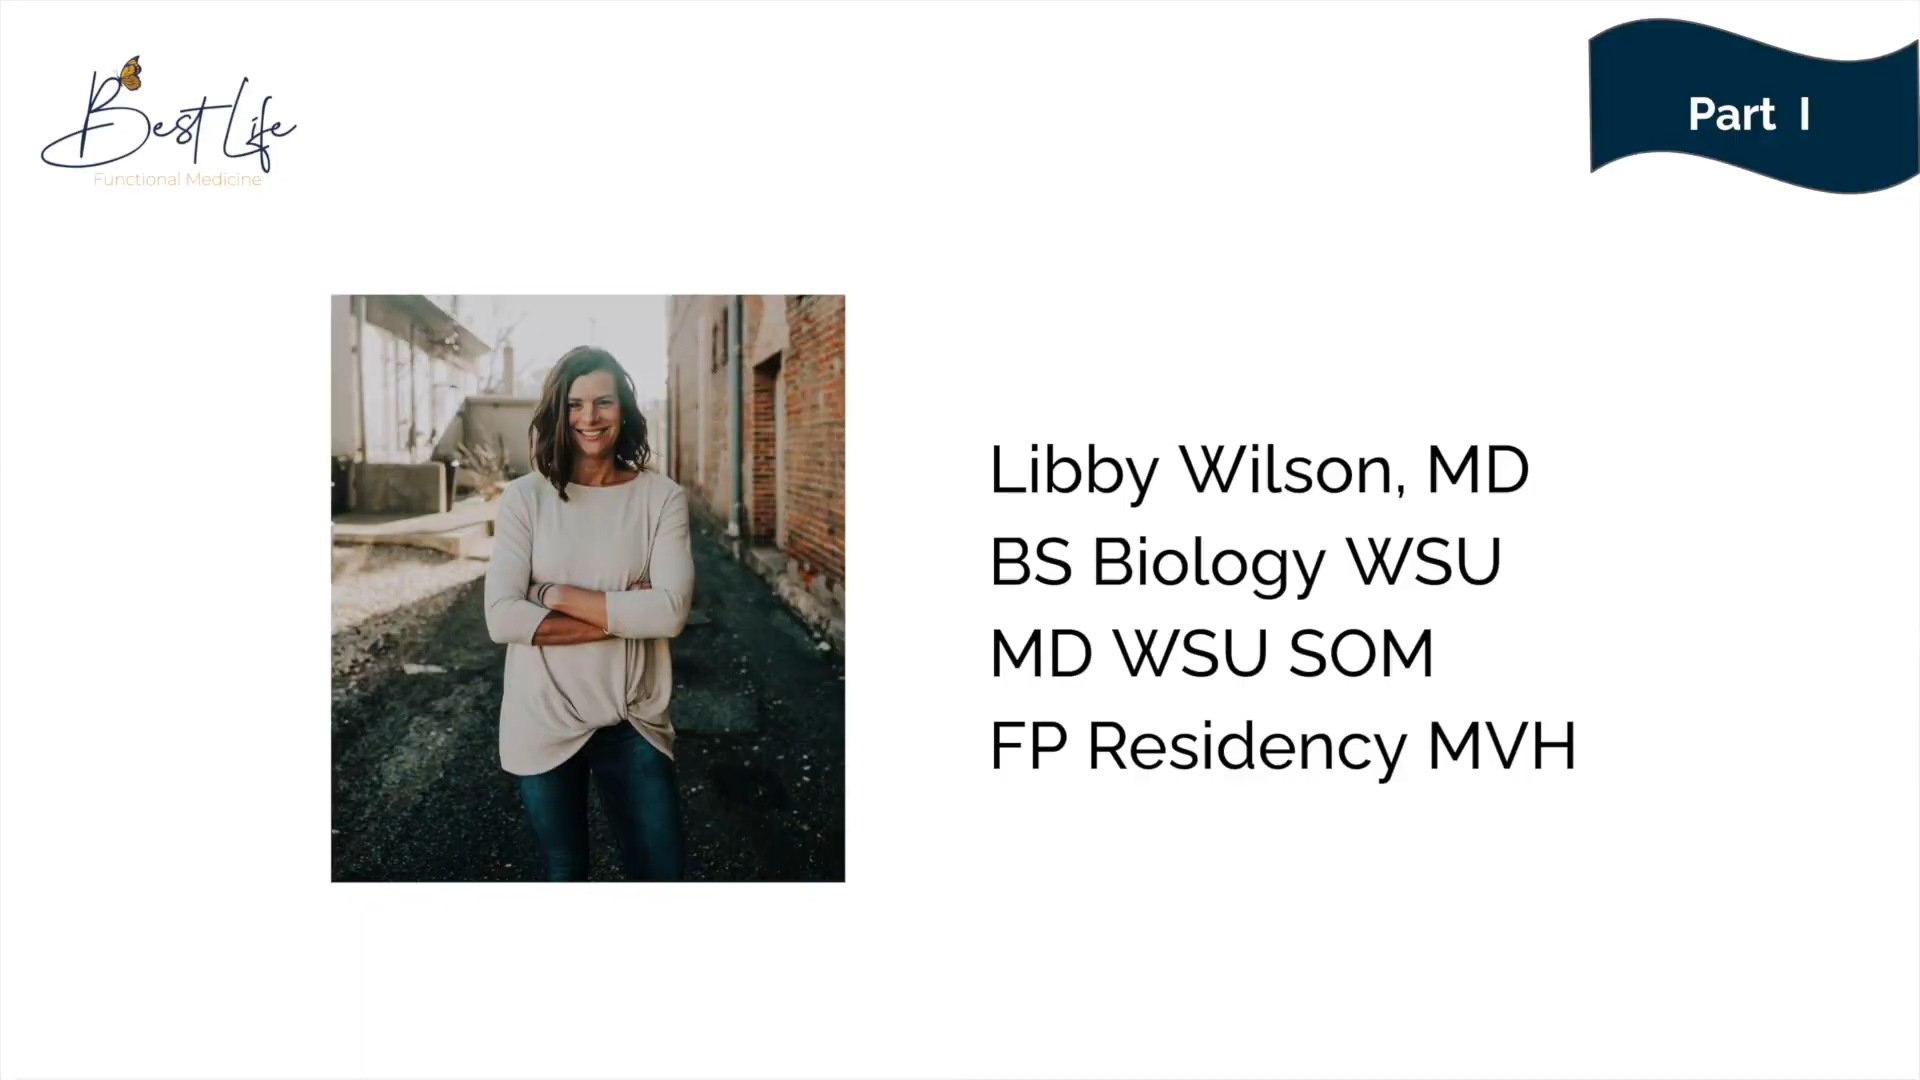 Best Life
Functional Medicine
Part I
Libby Wilson, MD
BS Biology WSU
MD WSU SOM
FP Residency MVH